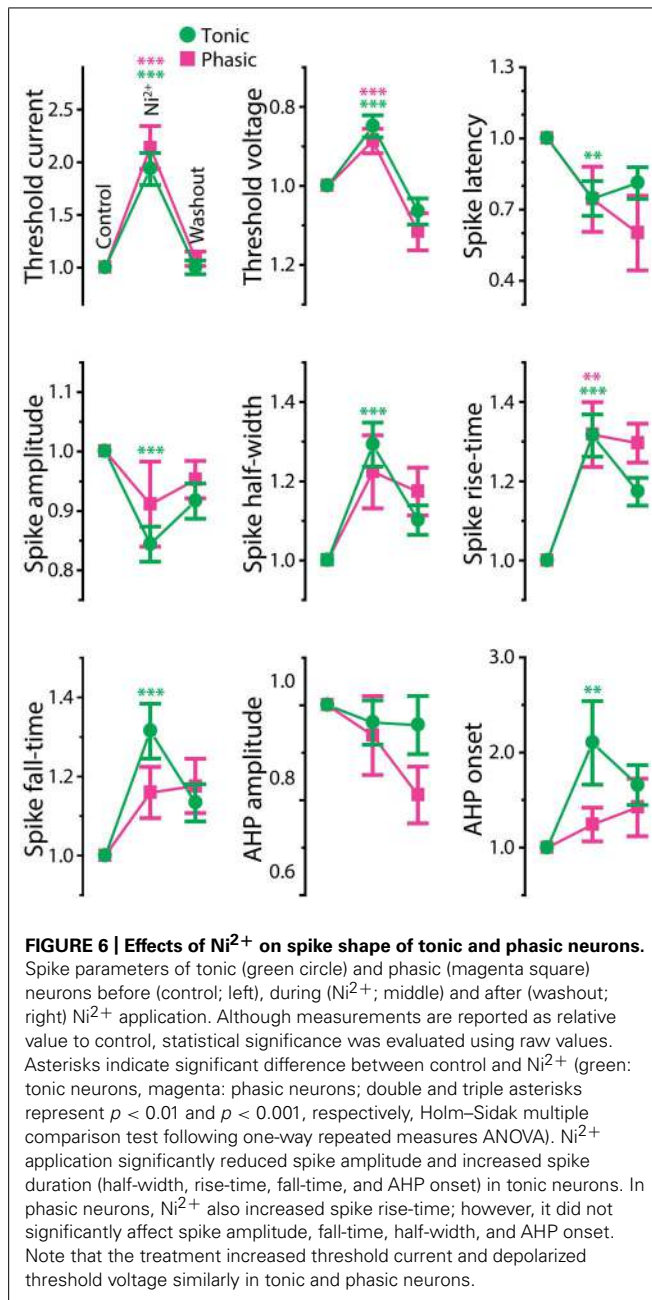 Tonic
Phasic
***
***
Ni2+
Control
Washout
Threshold current
2.5
2.0
1.5
1.0
***
***
Threshold voltage
0.8
1.0
1.2
**
Spike latency
1.3
1.0
0.7
0.4
***
Spike amplitude
1.1
1.0
0.9
0.8
***
Spike half-width
1.4
1.2
1.0
**
***
Spike rise-time
1.4
1.2
1.0
***
Spike fall-time
1.4
1.2
1.0
AHP amplitude
1.0
0.8
0.6
**
AHP onset
3.0
2.0
1.0
FIGURE 6 | Effects of Ni2+ on spike shape of tonic and phasic neurons.
Spike parameters of tonic (green circle) and phasic (magenta square)
neurons before (control; left), during (Ni2+; middle) and after (washout;
right) Ni2+ application. Although measurements are reported as relative
value to control, statistical significance was evaluated using raw values.
Asterisks indicate significant difference between control and Ni2+ (green:
tonic neurons, magenta: phasic neurons; double and triple asterisks
represent p < 0.01 and p < 0.001, respectively, Holm–Sidak multiple
comparison test following one-way repeated measures ANOVA). Ni2+
application significantly reduced spike amplitude and increased spike
duration (half-width, rise-time, fall-time, and AHP onset) in tonic neurons. In
phasic neurons, Ni2+ also increased spike rise-time; however, it did not
significantly affect spike amplitude, fall-time, half-width, and AHP onset.
Note that the treatment increased threshold current and depolarized
threshold voltage similarly in tonic and phasic neurons.